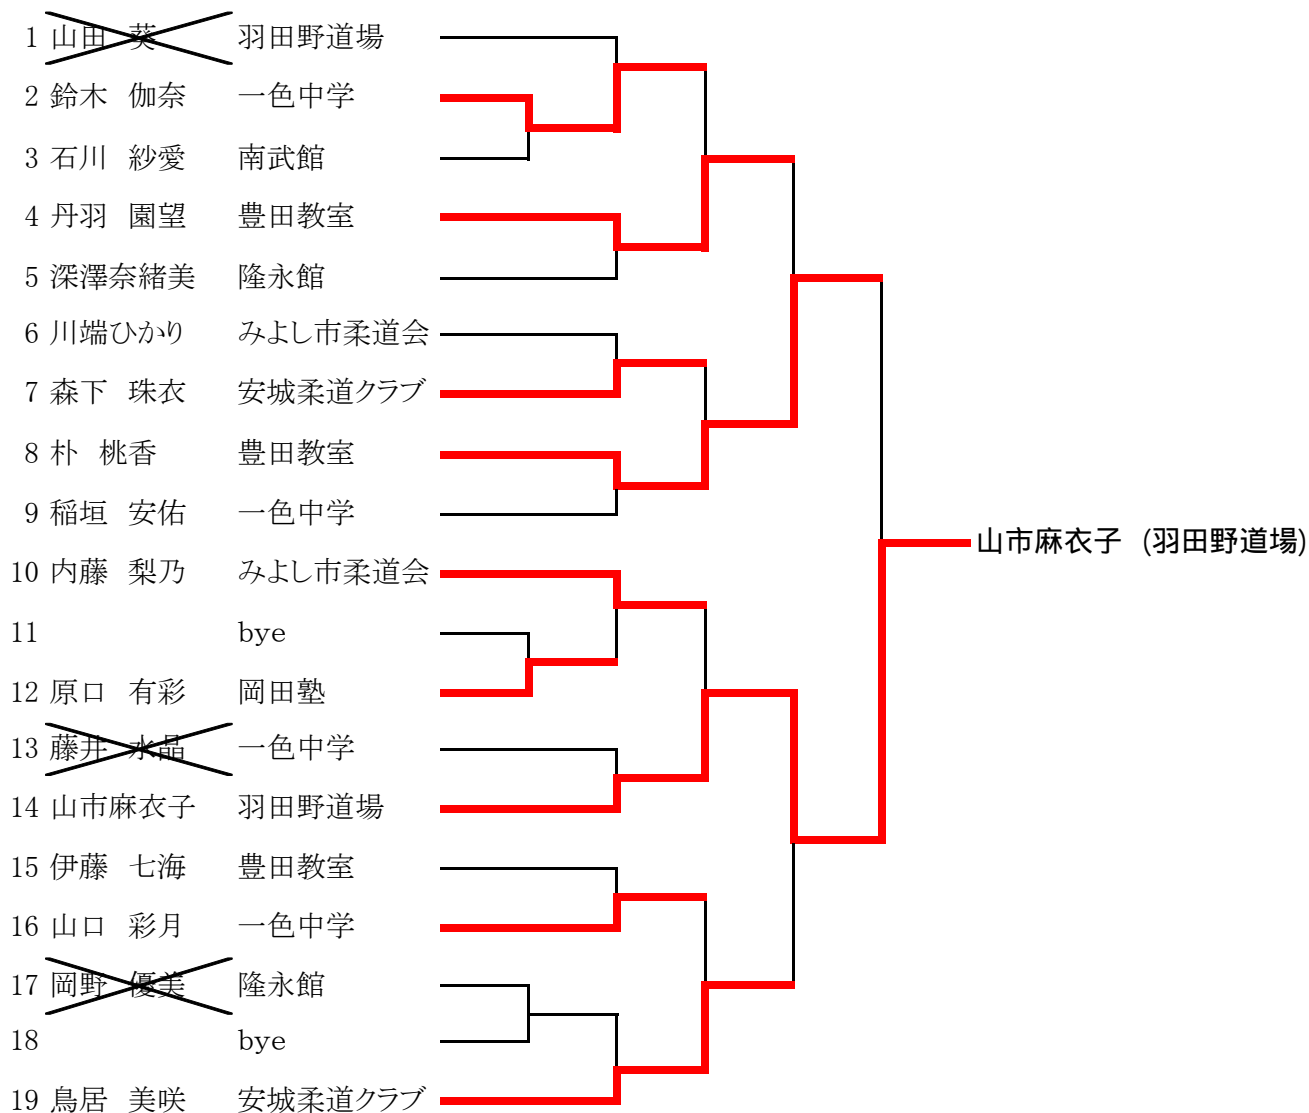 1 山田 葵 羽田野道場
2 鈴木 伽奈 一色中学
3 石川 紗愛 南武館
4 丹羽 園望 豊田教室
5 深澤奈緒美 隆永館
6 川端ひかり みよし市柔道会
7 森下 珠衣 安城柔道クラブ
8 朴 桃香 豊田教室
9 稲垣 安佑 一色中学
山市麻衣子 (羽田野道場)
10 内藤 梨乃 みよし市柔道会
11 bye
12 原口 有彩 岡田塾
13 藤井 水晶 一色中学
14 山市麻衣子 羽田野道場
15 伊藤 七海 豊田教室
16 山口 彩月 一色中学
17 岡野 優美 隆永館
18 bye
19 鳥居 美咲 安城柔道クラブ